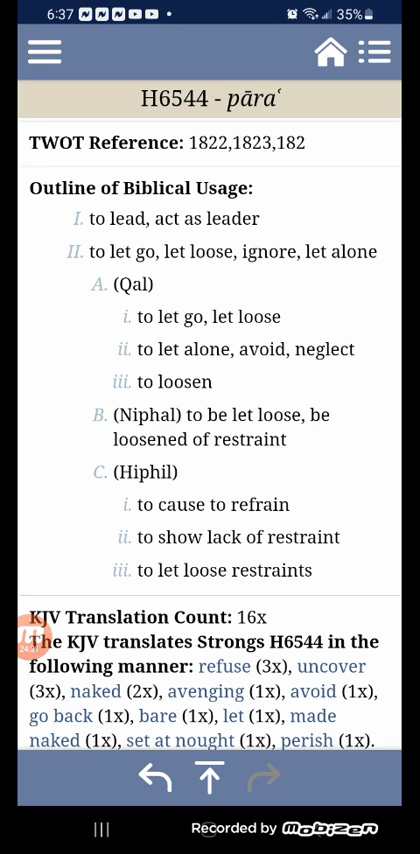 6:37 35%
H6544 - pāraʿ
TWOT Reference: 1822,1823,182
Outline of Biblical Usage:
I. to lead, act as leader
II. to let go, let loose, ignore, let alone
A. (Qal)
i. to let go, let loose
ii. to let alone, avoid, neglect
iii. to loosen
B. (Niphal) to be let loose, be
loosened of restraint
C. (Hiphil)
i. to cause to refrain
ii. to show lack of restraint
iii. to let loose restraints
KJV Translation Count: 16x
The KJV translates Strongs H6544 in the
following manner: refuse (3x), uncover
(3x), naked (2x), avenging (1x), avoid (1x),
go back (1x), bare (1x), let (1x), made
naked (1x), set at nought (1x), perish (1x).
Recorded by Mobizen